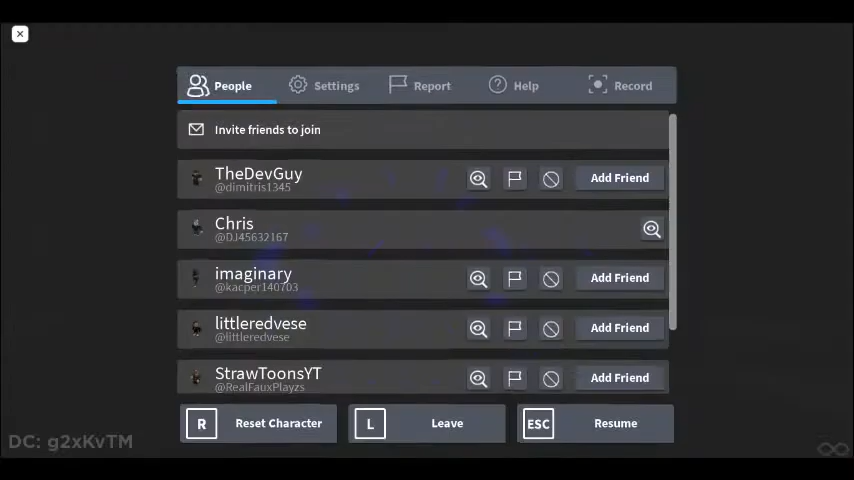 People
Settings
Report
Help
Record
Invite friends to join
TheDevGuy
@dimitris1345
Add Friend
Chris
@DJ45632167
imaginary
@kacper140703
Add Friend
littleredvese
@littleredvese
Add Friend
StrawToonsYT
@RealFauxPlayzs
Add Friend
R Reset Character
L Leave
ESC Resume
DC: g2xKvTM